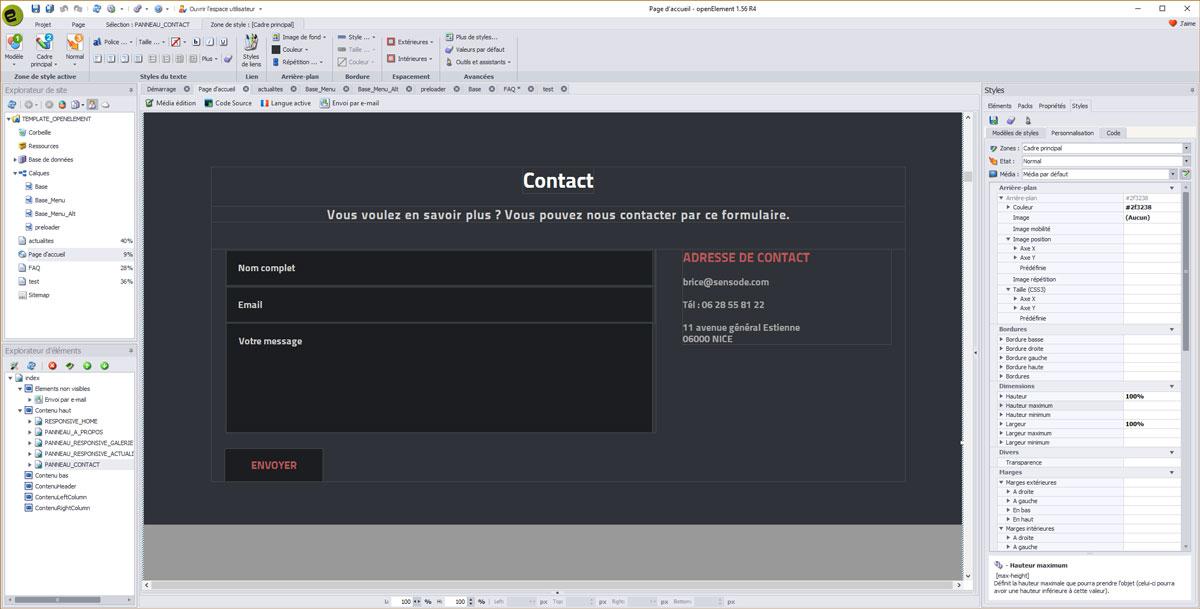 Ouvrir l'espace utilisateur
Page d'accueil - openElement 1.56 R4
Projet
Page
Sélection : PANNEAU_CONTACT
Zone de style : [Cadre principal]
J'aime
Modèle
Cadre principal
Normal
Zone de style active
Police ...
Taille ...
Plus
Styles du texte
Styles de liens
Lien
Image de fond
Couleur
Répétition ...
Arrière-plan
Style ...
Taille ...
Couleur
Bordure
Extérieures
Intérieures
Espacement
Plus de styles...
Valeurs par défaut
Outils et assistants
Avancées
Explorateur de site
TEMPLATE_OPENELEMENT
Corbeille
Ressources
Base de données
Calques
Base
Base_Menu
Base_Menu_Alt
preloader
actualites 40%
Page d'accueil 9%
FAQ 28%
test 36%
Sitemap
Explorateur d'éléments
index
Elements non visibles
Envoi par e-mail
Contenu haut
RESPONSIVE_HOME
PANNEAU_A_PROPOS
PANNEAU_RESPONSIVE_GALERIE
PANNEAU_RESPONSIVE_ACTUALI
PANNEAU_CONTACT
Contenu bas
ContenuHeader
ContenuLeftColumn
ContenuRightColumn
Démarrage
Page d'accueil
actualites
Base_Menu
Base_Menu_Alt
preloader
Base
FAQ *
test
Média édition
Code Source
Langue active
Envoi par e-mail
Contact
Vous voulez en savoir plus ? Vous pouvez nous contacter par ce formulaire.
Nom complet
Email
Votre message
ENVOYER
ADRESSE DE CONTACT
brice@sensode.com
Tél : 06 28 55 81 22
11 avenue général Estienne
06000 NICE
L: 100 % H: 100 % Left: px Top: px Right: px Bottom: px
Styles
Eléments
Packs
Propriétés
Styles
Modèles de styles
Personnalisation
Code
Zones : Cadre principal
Etat : Normal
Média : Média par défaut
Arrière-plan
Arrière-plan #2f3238
Couleur #2f3238
Image (Aucun)
Image mobilité
Image position
Axe X
Axe Y
Prédéfinie
Image répétition
Taille (CSS3)
Axe X
Axe Y
Prédéfinie
Bordures
Bordure basse
Bordure droite
Bordure gauche
Bordure haute
Bordures
Dimensions
Hauteur 100%
Hauteur maximum
Hauteur minimum
Largeur 100%
Largeur maximum
Largeur minimum
Divers
Transparence
Marges
Marges extérieures
A droite
A gauche
En bas
En haut
Marges intérieures
A droite
A gauche
- Hauteur maximum
[max-height]
Définit la hauteur maximale que pourra prendre l'objet (celui-ci pourra
avoir une hauteur inférieure à cette valeur).